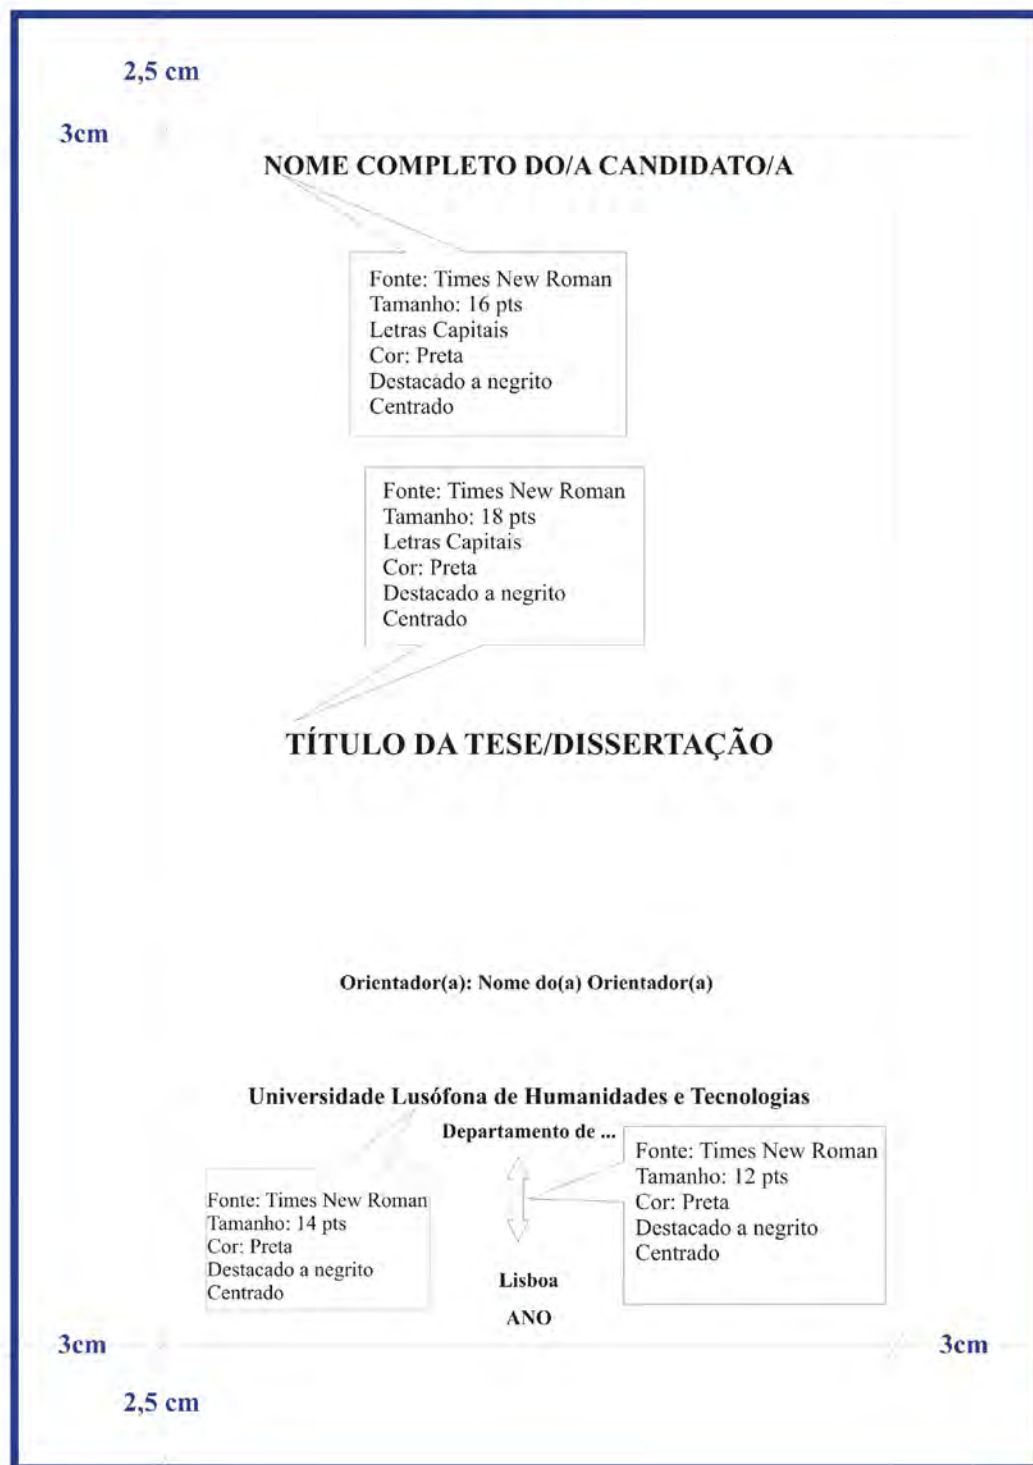 2,5 cm
3cm
NOME COMPLETO DO/A CANDIDATO/A
Fonte: Times New Roman
Tamanho: 16 pts
Letras Capitais
Cor: Preta
Destacado a negrito
Centrado
Fonte: Times New Roman
Tamanho: 18 pts
Letras Capitais
Cor: Preta
Destacado a negrito
Centrado
TÍTULO DA TESE/DISSERTAÇÃO
Orientador(a): Nome do(a) Orientador(a)
Universidade Lusófona de Humanidades e Tecnologias
Departamento de ...
Fonte: Times New Roman
Tamanho: 12 pts
Cor: Preta
Destacado a negrito
Centrado
Fonte: Times New Roman
Tamanho: 14 pts
Cor: Preta
Destacado a negrito
Centrado
Lisboa
ANO
3cm
3cm
2,5 cm